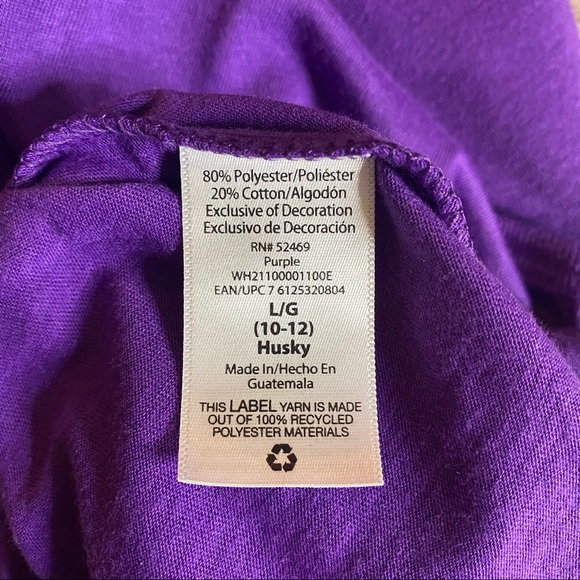 80% Polyester/Poliéster
20% Cotton/Algodón
Exclusive of Decoration
Exclusivo de Decoración
RN# 52469
Purple
WH21100001100E
EAN/UPC 7 6125320804
L/G
(10-12)
Husky
Made In/Hecho En
Guatemala
THIS LABEL YARN IS MADE
OUT OF 100% RECYCLED
POLYESTER MATERIALS